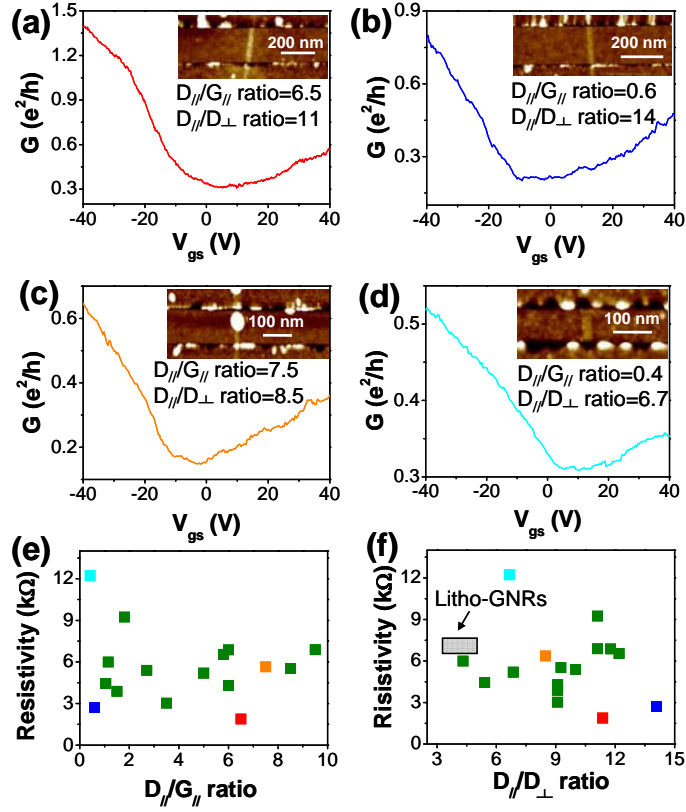 (a)
200 nm
D∥/G∥ ratio=6.5
D∥/D⊥ ratio=11
G (e²/h)
1.5
1.2
0.9
0.6
0.3
-40 -20 0 20 40
Vgs (V)
(b)
200 nm
D∥/G∥ ratio=0.6
D∥/D⊥ ratio=14
G (e²/h)
0.9
0.6
0.3
-40 -20 0 20 40
Vgs (V)
(c)
100 nm
D∥/G∥ ratio=7.5
D∥/D⊥ ratio=8.5
G (e²/h)
0.6
0.4
0.2
-40 -20 0 20 40
Vgs (V)
(d)
100 nm
D∥/G∥ ratio=0.4
D∥/D⊥ ratio=6.7
G (e²/h)
0.5
0.4
0.3
-40 -20 0 20 40
Vgs (V)
(e)
Resistivity (kΩ)
12
9
6
3
0
0 2 4 6 8 10
D∥/G∥ ratio
(f)
Litho-GNRs
Risistivity (kΩ)
12
9
6
3
0
3 6 9 12 15
D∥/D⊥ ratio